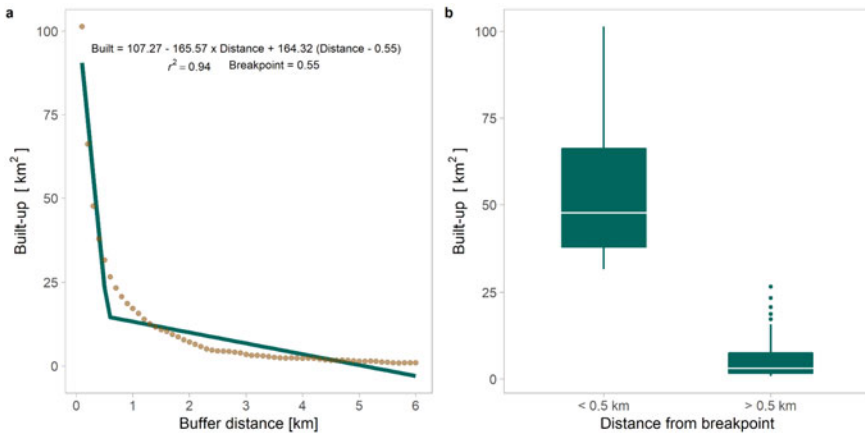 a
Built = 107.27 - 165.57 x Distance + 164.32 (Distance - 0.55)
r² = 0.94 Breakpoint = 0.55
Built-up [ km²]
100
75
50
25
0
0 1 2 3 4 5 6
Buffer distance [km]
b
Built-up [ km²]
100
75
50
25
0
< 0.5 km > 0.5 km
Distance from breakpoint